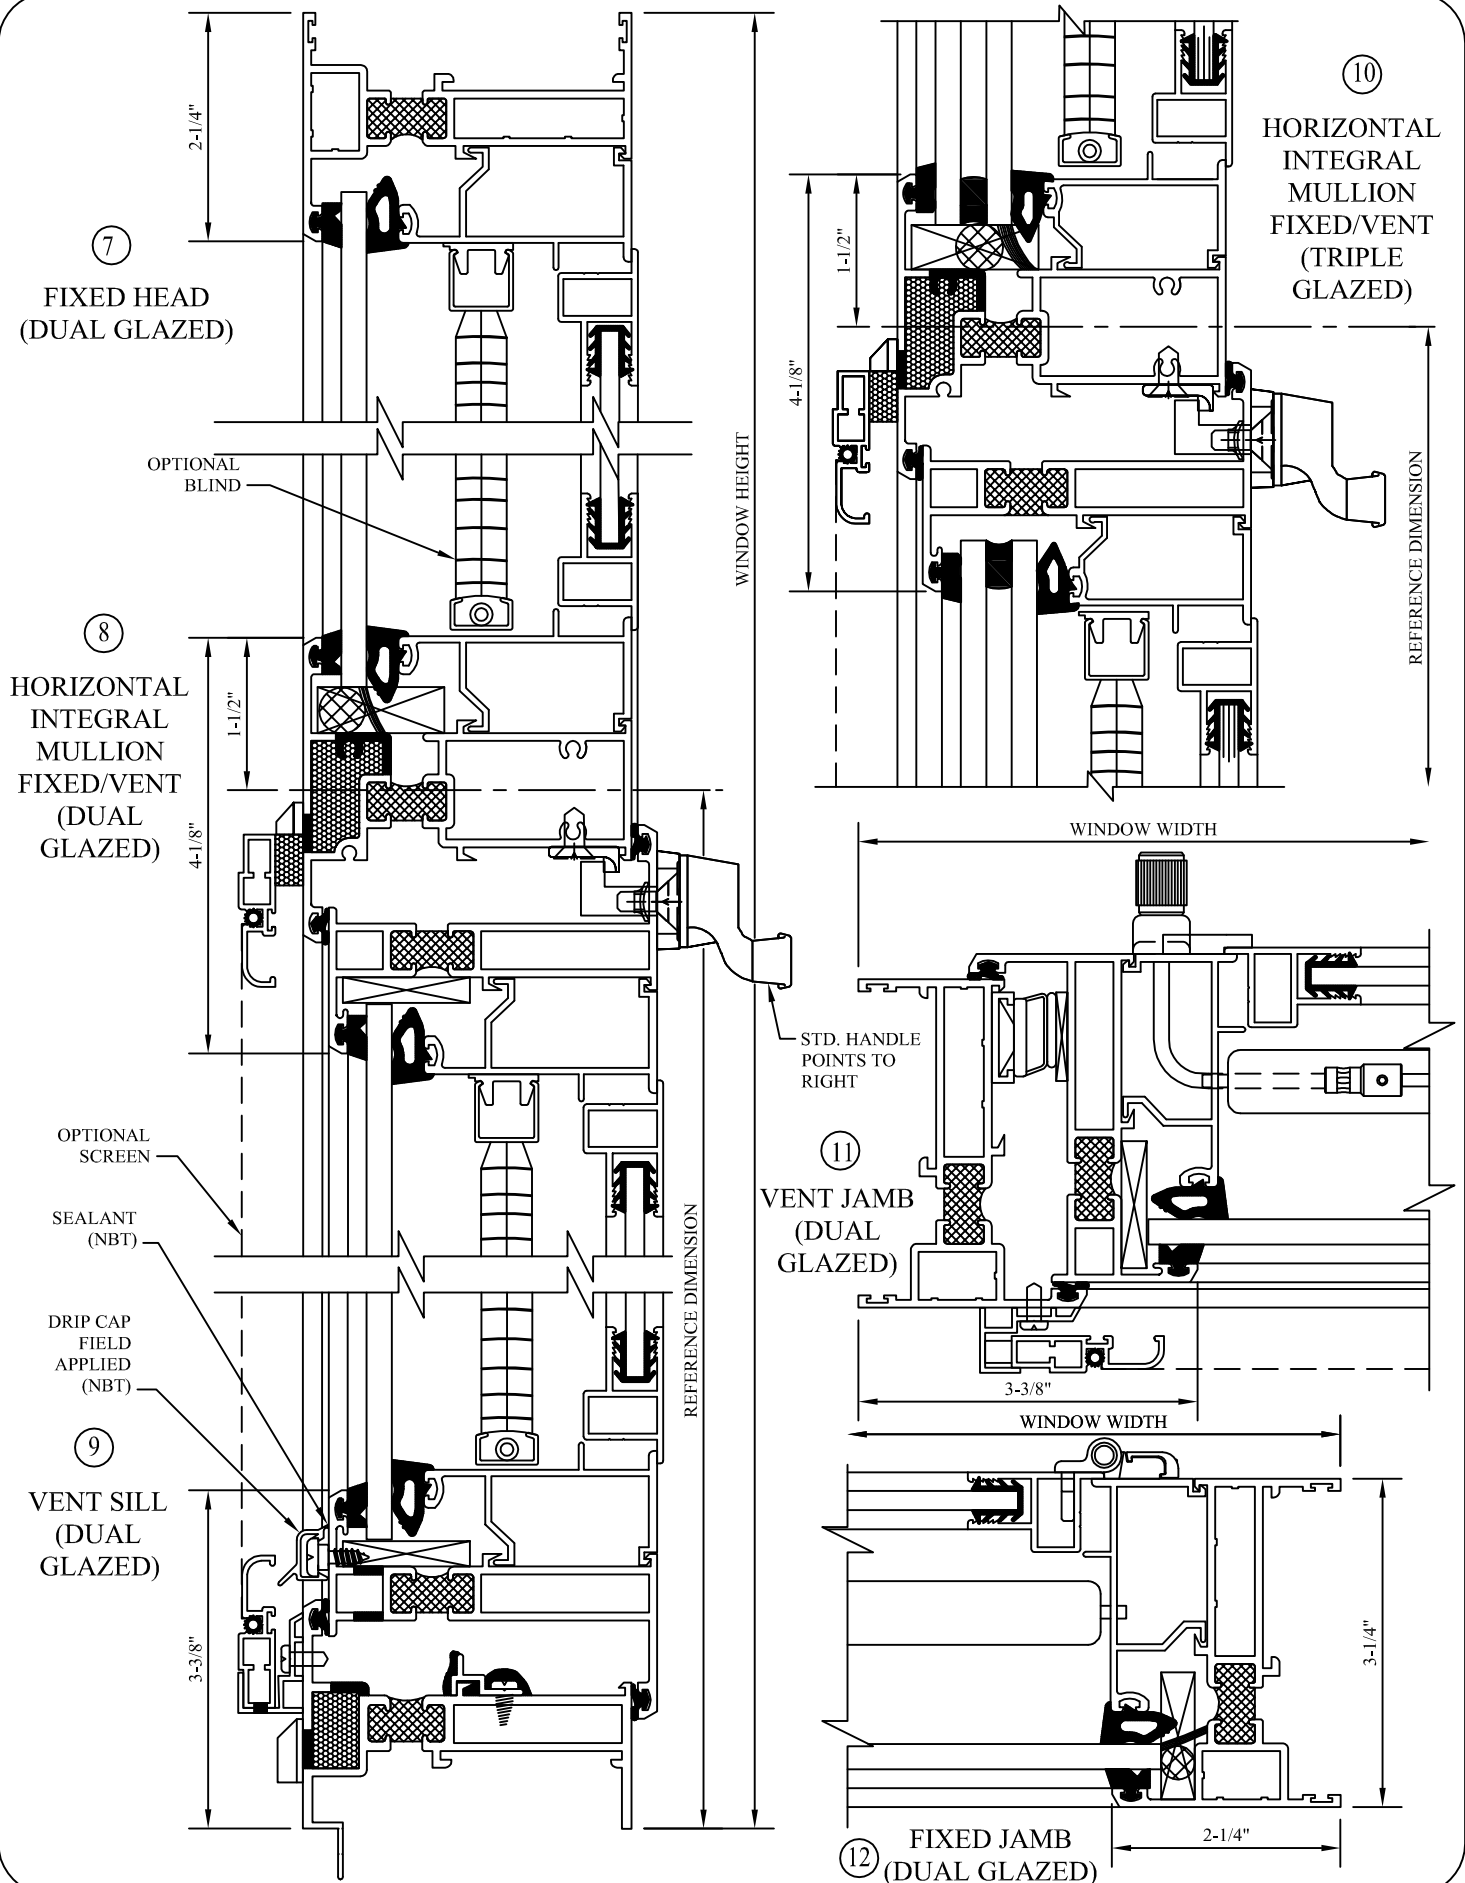 2-1/4"
7
FIXED HEAD
(DUAL GLAZED)
OPTIONAL
BLIND
WINDOW HEIGHT
8
HORIZONTAL
INTEGRAL
MULLION
FIXED/VENT
(DUAL
GLAZED)
1-1/2"
4-1/8"
STD. HANDLE
POINTS TO
RIGHT
OPTIONAL
SCREEN
SEALANT
(NBT)
DRIP CAP
FIELD
APPLIED
(NBT)
REFERENCE DIMENSION
9
VENT SILL
(DUAL
GLAZED)
3-3/8"
10
HORIZONTAL
INTEGRAL
MULLION
FIXED/VENT
(TRIPLE
GLAZED)
1-1/2"
4-1/8"
REFERENCE DIMENSION
WINDOW WIDTH
11
VENT JAMB
(DUAL
GLAZED)
3-3/8"
WINDOW WIDTH
3-1/4"
2-1/4"
12
FIXED JAMB
(DUAL GLAZED)